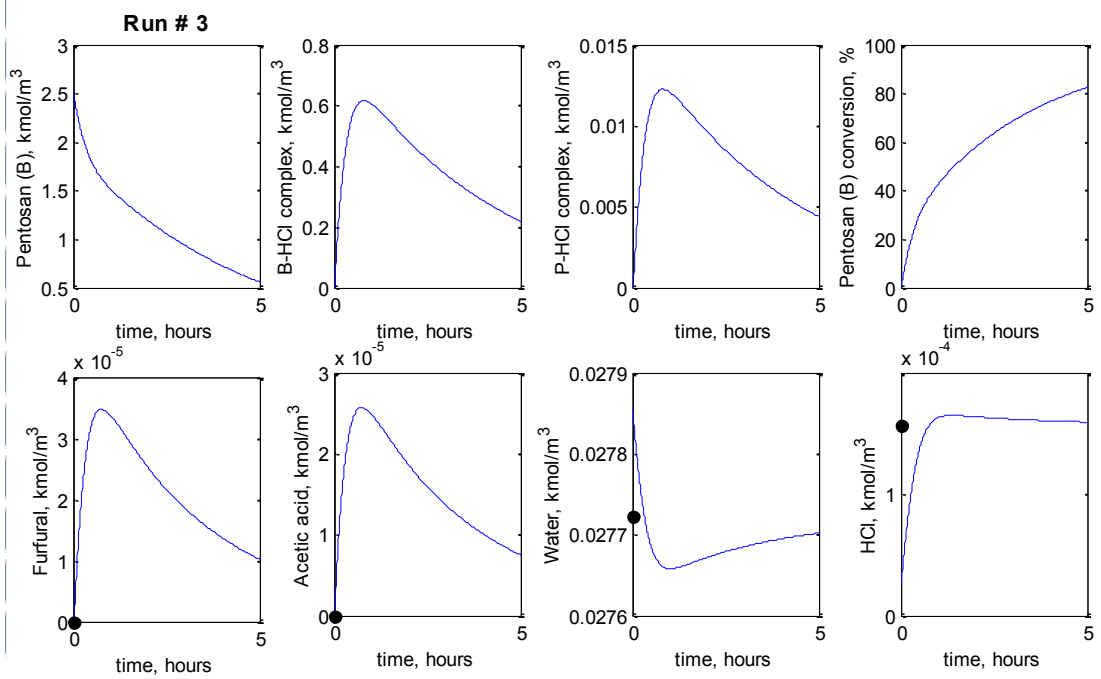 Run # 3
Pentosan (B), kmol/m³
3
2.5
2
1.5
1
0.5
0 5
time, hours
B-HCl complex, kmol/m³
0.8
0.6
0.4
0.2
0
0 5
time, hours
P-HCl complex, kmol/m³
0.015
0.01
0.005
0
0 5
time, hours
Pentosan (B) conversion, %
100
80
60
40
20
0
0 5
time, hours
x 10⁻⁵
Furfural, kmol/m³
4
3
2
1
0
0 5
time, hours
x 10⁻⁵
Acetic acid, kmol/m³
3
2
1
0
0 5
time, hours
Water, kmol/m³
0.0279
0.0278
0.0277
0.0276
0 5
time, hours
x 10⁻⁴
HCl, kmol/m³
1
0
0 5
time, hours